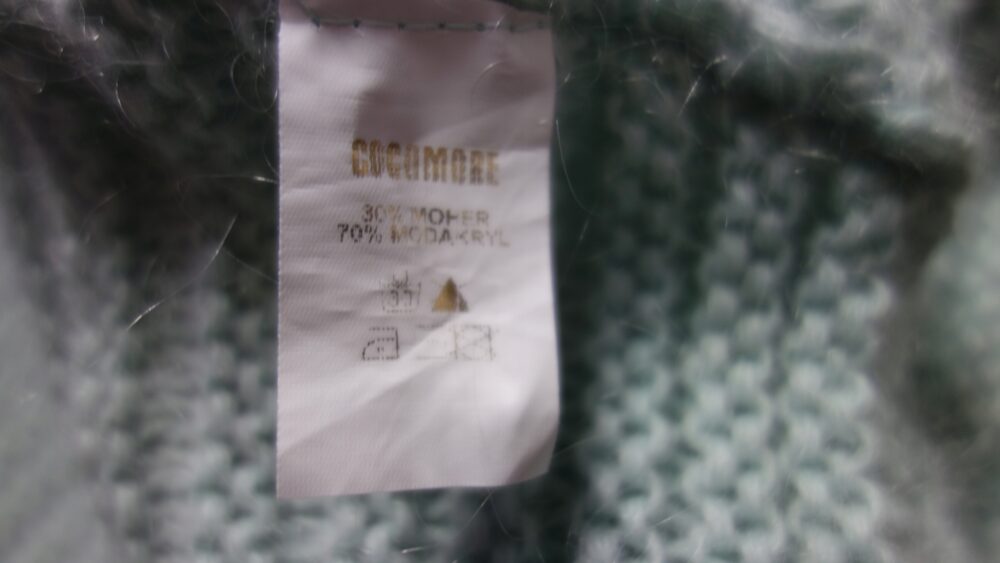 COCOMORE
30% MOHER
70% MODAKRYL